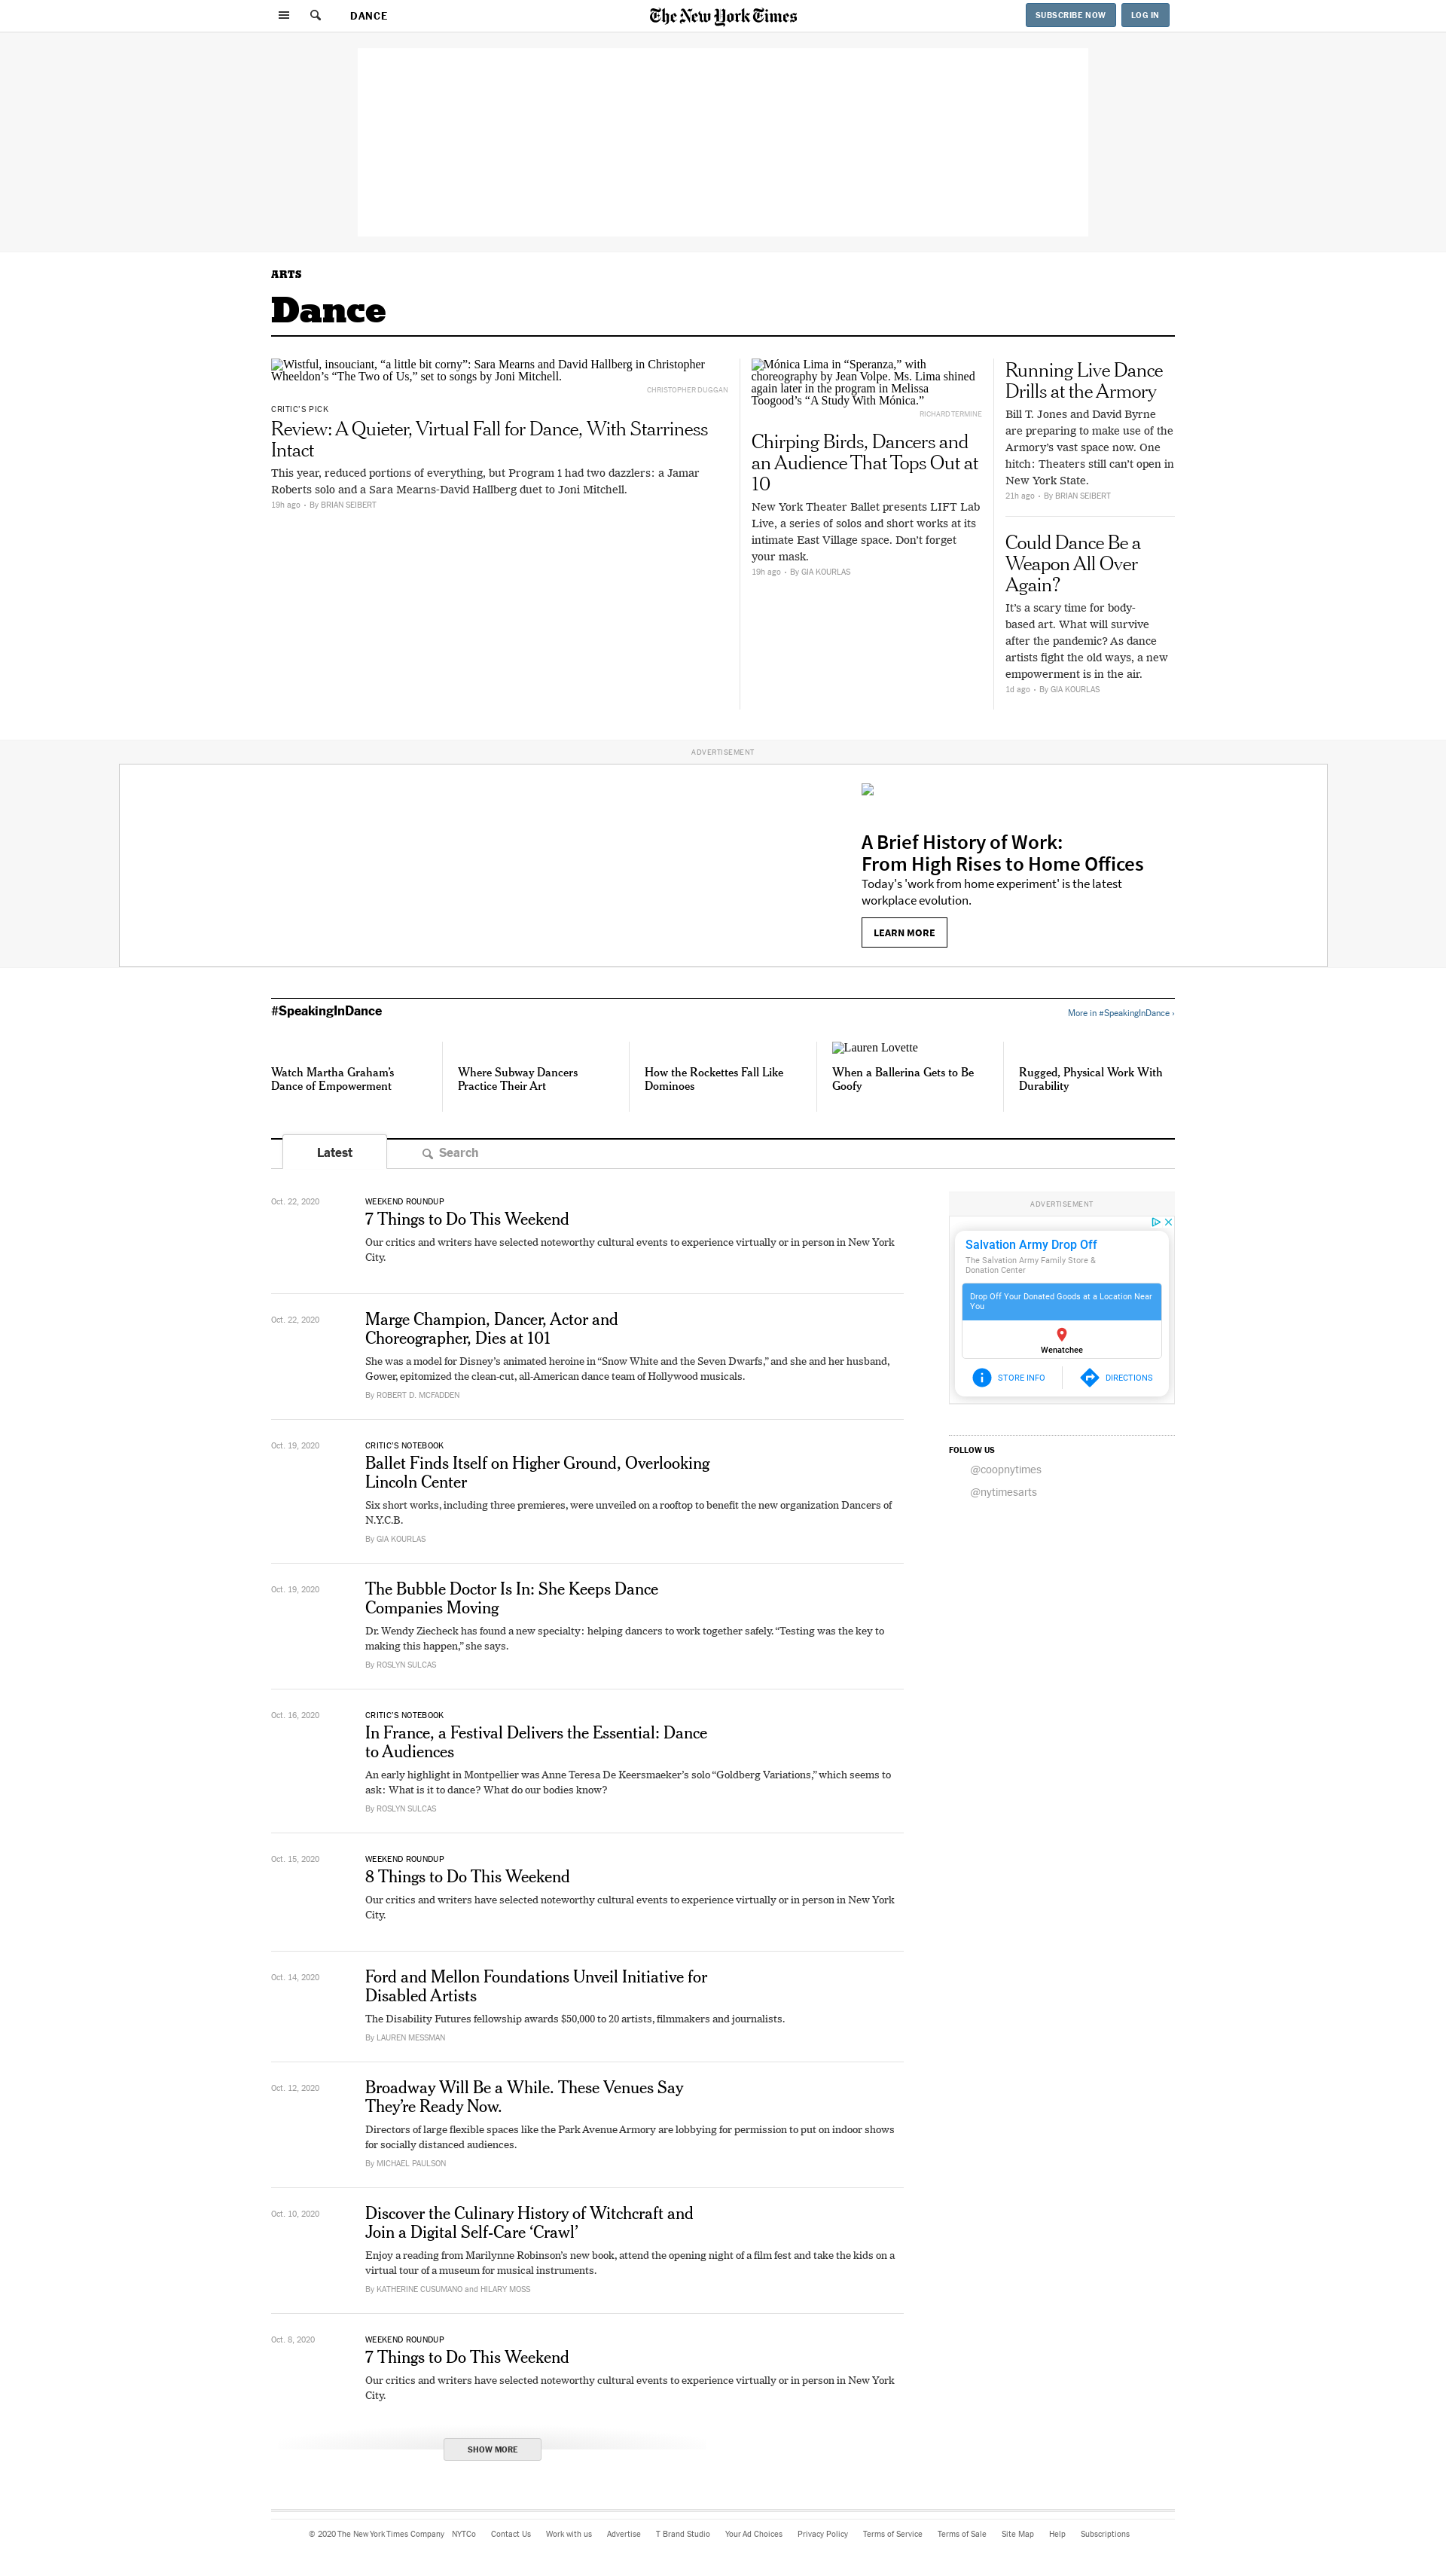 DANCE
The New York Times
SUBSCRIBE NOW
LOG IN
ARTS
Dance
Wistful, insouciant, “a little bit corny”: Sara Mearns and David Hallberg in Christopher
Wheeldon’s “The Two of Us,” set to songs by Joni Mitchell.
CHRISTOPHER DUGGAN
CRITIC’S PICK
Review: A Quieter, Virtual Fall for Dance, With Starriness
Intact
This year, reduced portions of everything, but Program 1 had two dazzlers: a Jamar
Roberts solo and a Sara Mearns-David Hallberg duet to Joni Mitchell.
19h ago • By BRIAN SEIBERT
Mónica Lima in “Speranza,” with
choreography by Jean Volpe. Ms. Lima shined
again later in the program in Melissa
Toogood’s “A Study With Mónica.”
RICHARD TERMINE
Chirping Birds, Dancers and
an Audience That Tops Out at
10
New York Theater Ballet presents LIFT Lab
Live, a series of solos and short works at its
intimate East Village space. Don’t forget
your mask.
19h ago • By GIA KOURLAS
Running Live Dance
Drills at the Armory
Bill T. Jones and David Byrne
are preparing to make use of the
Armory’s vast space now. One
hitch: Theaters still can’t open in
New York State.
21h ago • By BRIAN SEIBERT
Could Dance Be a
Weapon All Over
Again?
It’s a scary time for body-
based art. What will survive
after the pandemic? As dance
artists fight the old ways, a new
empowerment is in the air.
1d ago • By GIA KOURLAS
ADVERTISEMENT
A Brief History of Work:
From High Rises to Home Offices
Today's 'work from home experiment' is the latest
workplace evolution.
LEARN MORE
#SpeakingInDance
More in #SpeakingInDance ›
Watch Martha Graham’s
Dance of Empowerment
Where Subway Dancers
Practice Their Art
How the Rockettes Fall Like
Dominoes
Lauren Lovette
When a Ballerina Gets to Be
Goofy
Rugged, Physical Work With
Durability
Latest
Search
Oct. 22, 2020
WEEKEND ROUNDUP
7 Things to Do This Weekend
Our critics and writers have selected noteworthy cultural events to experience virtually or in person in New York
City.
Oct. 22, 2020
Marge Champion, Dancer, Actor and
Choreographer, Dies at 101
She was a model for Disney’s animated heroine in “Snow White and the Seven Dwarfs,” and she and her husband,
Gower, epitomized the clean-cut, all-American dance team of Hollywood musicals.
By ROBERT D. MCFADDEN
Oct. 19, 2020
CRITIC’S NOTEBOOK
Ballet Finds Itself on Higher Ground, Overlooking
Lincoln Center
Six short works, including three premieres, were unveiled on a rooftop to benefit the new organization Dancers of
N.Y.C.B.
By GIA KOURLAS
Oct. 19, 2020
The Bubble Doctor Is In: She Keeps Dance
Companies Moving
Dr. Wendy Ziecheck has found a new specialty: helping dancers to work together safely. “Testing was the key to
making this happen,” she says.
By ROSLYN SULCAS
Oct. 16, 2020
CRITIC’S NOTEBOOK
In France, a Festival Delivers the Essential: Dance
to Audiences
An early highlight in Montpellier was Anne Teresa De Keersmaeker’s solo “Goldberg Variations,” which seems to
ask: What is it to dance? What do our bodies know?
By ROSLYN SULCAS
Oct. 15, 2020
WEEKEND ROUNDUP
8 Things to Do This Weekend
Our critics and writers have selected noteworthy cultural events to experience virtually or in person in New York
City.
Oct. 14, 2020
Ford and Mellon Foundations Unveil Initiative for
Disabled Artists
The Disability Futures fellowship awards $50,000 to 20 artists, filmmakers and journalists.
By LAUREN MESSMAN
Oct. 12, 2020
Broadway Will Be a While. These Venues Say
They’re Ready Now.
Directors of large flexible spaces like the Park Avenue Armory are lobbying for permission to put on indoor shows
for socially distanced audiences.
By MICHAEL PAULSON
Oct. 10, 2020
Discover the Culinary History of Witchcraft and
Join a Digital Self-Care ‘Crawl’
Enjoy a reading from Marilynne Robinson’s new book, attend the opening night of a film fest and take the kids on a
virtual tour of a museum for musical instruments.
By KATHERINE CUSUMANO and HILARY MOSS
Oct. 8, 2020
WEEKEND ROUNDUP
7 Things to Do This Weekend
Our critics and writers have selected noteworthy cultural events to experience virtually or in person in New York
City.
SHOW MORE
ADVERTISEMENT
Salvation Army Drop Off
The Salvation Army Family Store &
Donation Center
Drop Off Your Donated Goods at a Location Near
You
Wenatchee
STORE INFO
DIRECTIONS
FOLLOW US
@coopnytimes
@nytimesarts
© 2020 The New York Times Company NYTCo Contact Us Work with us Advertise T Brand Studio Your Ad Choices Privacy Policy Terms of Service Terms of Sale Site Map Help Subscriptions